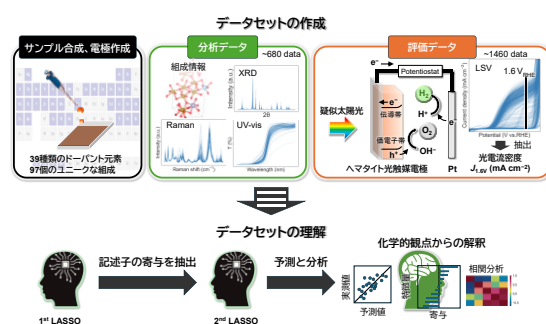 データセットの作成
サンプル合成、電極作成
39種類のドーパント元素
97個のユニークな組成
分析データ
~680 data
組成情報
XRD
Intensity (a.u.)
2θ
Raman
Intensity (a.u.)
Raman shift (cm⁻¹)
UV-vis
T (%)
Wavelength (nm)
評価データ
~1460 data
疑似太陽光
e⁻
Potentiostat
e⁻
伝導帯
価電子帯
h⁺
H₂
H⁺
O₂
OH⁻
e⁻
ヘマタイト光触媒電極
Pt
LSV
1.6 V RHE
Current density (mA cm⁻²)
Potential (V vs.RHE)
抽出
光電流密度
J₁.₆V (mA cm⁻²)
データセットの理解
1st LASSO
記述子の寄与を抽出
2nd LASSO
予測と分析
化学的観点からの解釈
実測値
予測値
特徴量
寄与
相関分析